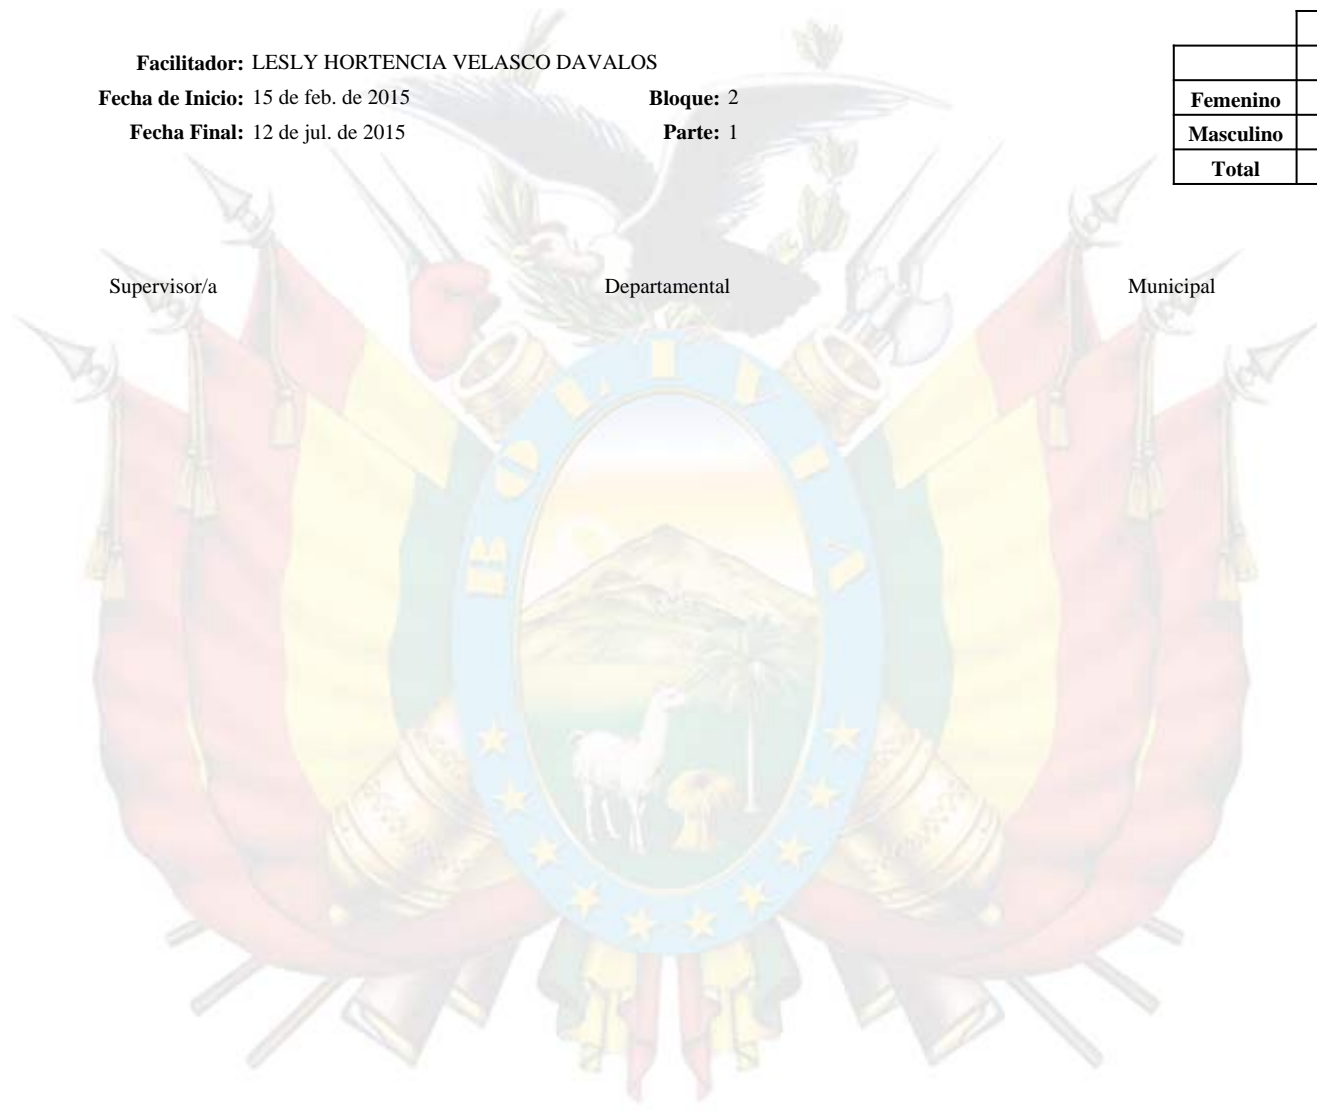 Facilitador: LESLY HORTENCIA VELASCO DAVALOS
Fecha de Inicio: 15 de feb. de 2015 Bloque: 2
Fecha Final: 12 de jul. de 2015 Parte: 1
Femenino
Masculino
Total
Supervisor/a Departamental Municipal
BOLIVIA